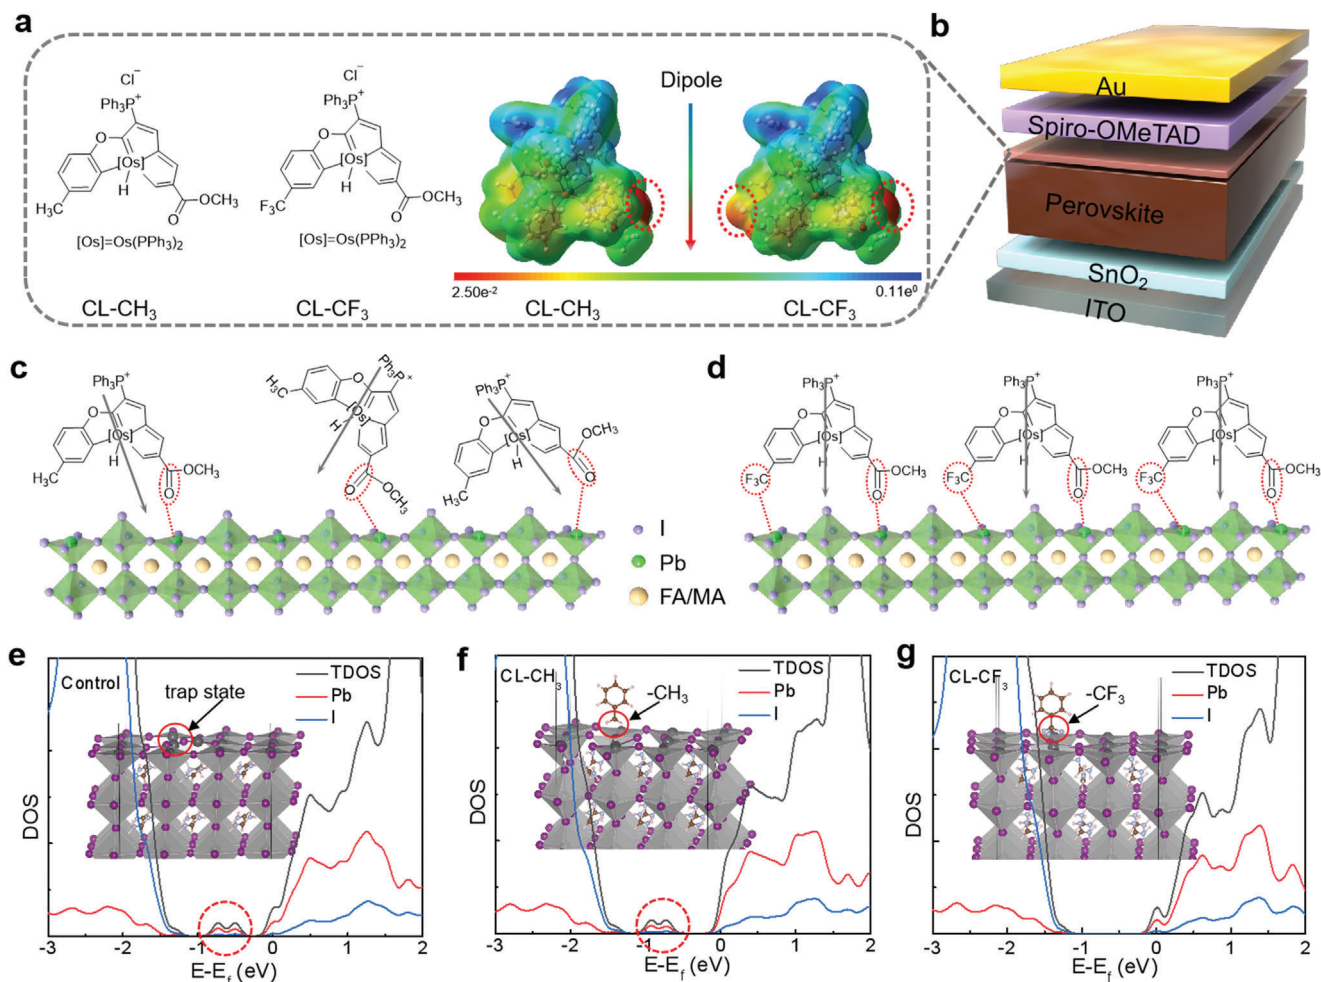 a
Cl⁻
Ph₃P⁺
O
[Os]
H
H₃C
O
OCH₃
[Os]=Os(PPh₃)₂
CL-CH₃
Cl⁻
Ph₃P⁺
O
[Os]
H
F₃C
O
OCH₃
[Os]=Os(PPh₃)₂
CL-CF₃
Dipole
2.50e⁻²
0.11e⁰
CL-CH₃
CL-CF₃
b
Au
Spiro-OMeTAD
Perovskite
SnO₂
ITO
c
Ph₃P⁺
O
[Os]
H
H₃C
OCH₃
O
Ph₃P⁺
O
H₃C
[Os]
H
O
OCH₃
Ph₃P⁺
O
[Os]
H
H₃C
OCH₃
O
I
Pb
FA/MA
d
Ph₃P⁺
O
[Os]
H
F₃C
OCH₃
O
Ph₃P⁺
O
[Os]
H
F₃C
OCH₃
O
Ph₃P⁺
O
[Os]
H
F₃C
OCH₃
O
e
Control
trap state
TDOS
Pb
I
DOS
-3 -2 -1 0 1 2
E-E_f (eV)
f
CL-CH₃
-CH₃
TDOS
Pb
I
DOS
-3 -2 -1 0 1 2
E-E_f (eV)
g
CL-CF₃
-CF₃
TDOS
Pb
I
DOS
-3 -2 -1 0 1 2
E-E_f (eV)